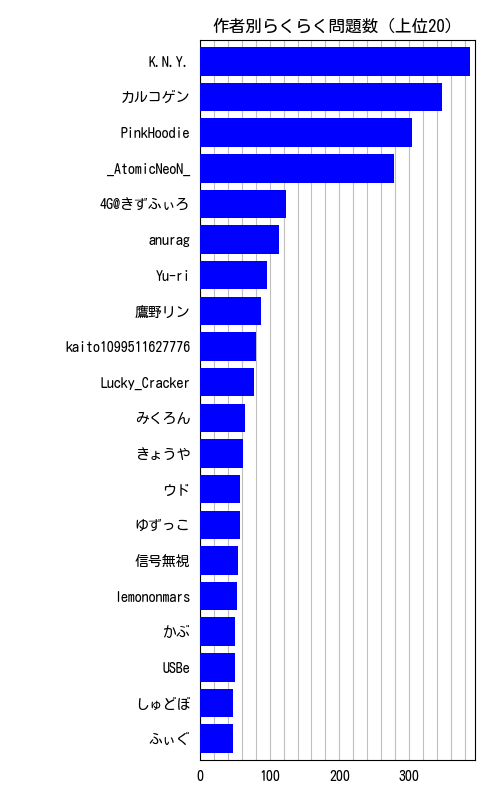 作者別らくらく問題数（上位20）
K.N.Y.
カルコゲン
PinkHoodie
_AtomicNeoN_
4G@きずふぃろ
anurag
Yu-ri
鷹野リン
kaito1099511627776
Lucky_Cracker
みくろん
きょうや
ウド
ゆずっこ
信号無視
lemononmars
かぶ
USBe
しゅどぼ
ふぃぐ
0 100 200 300